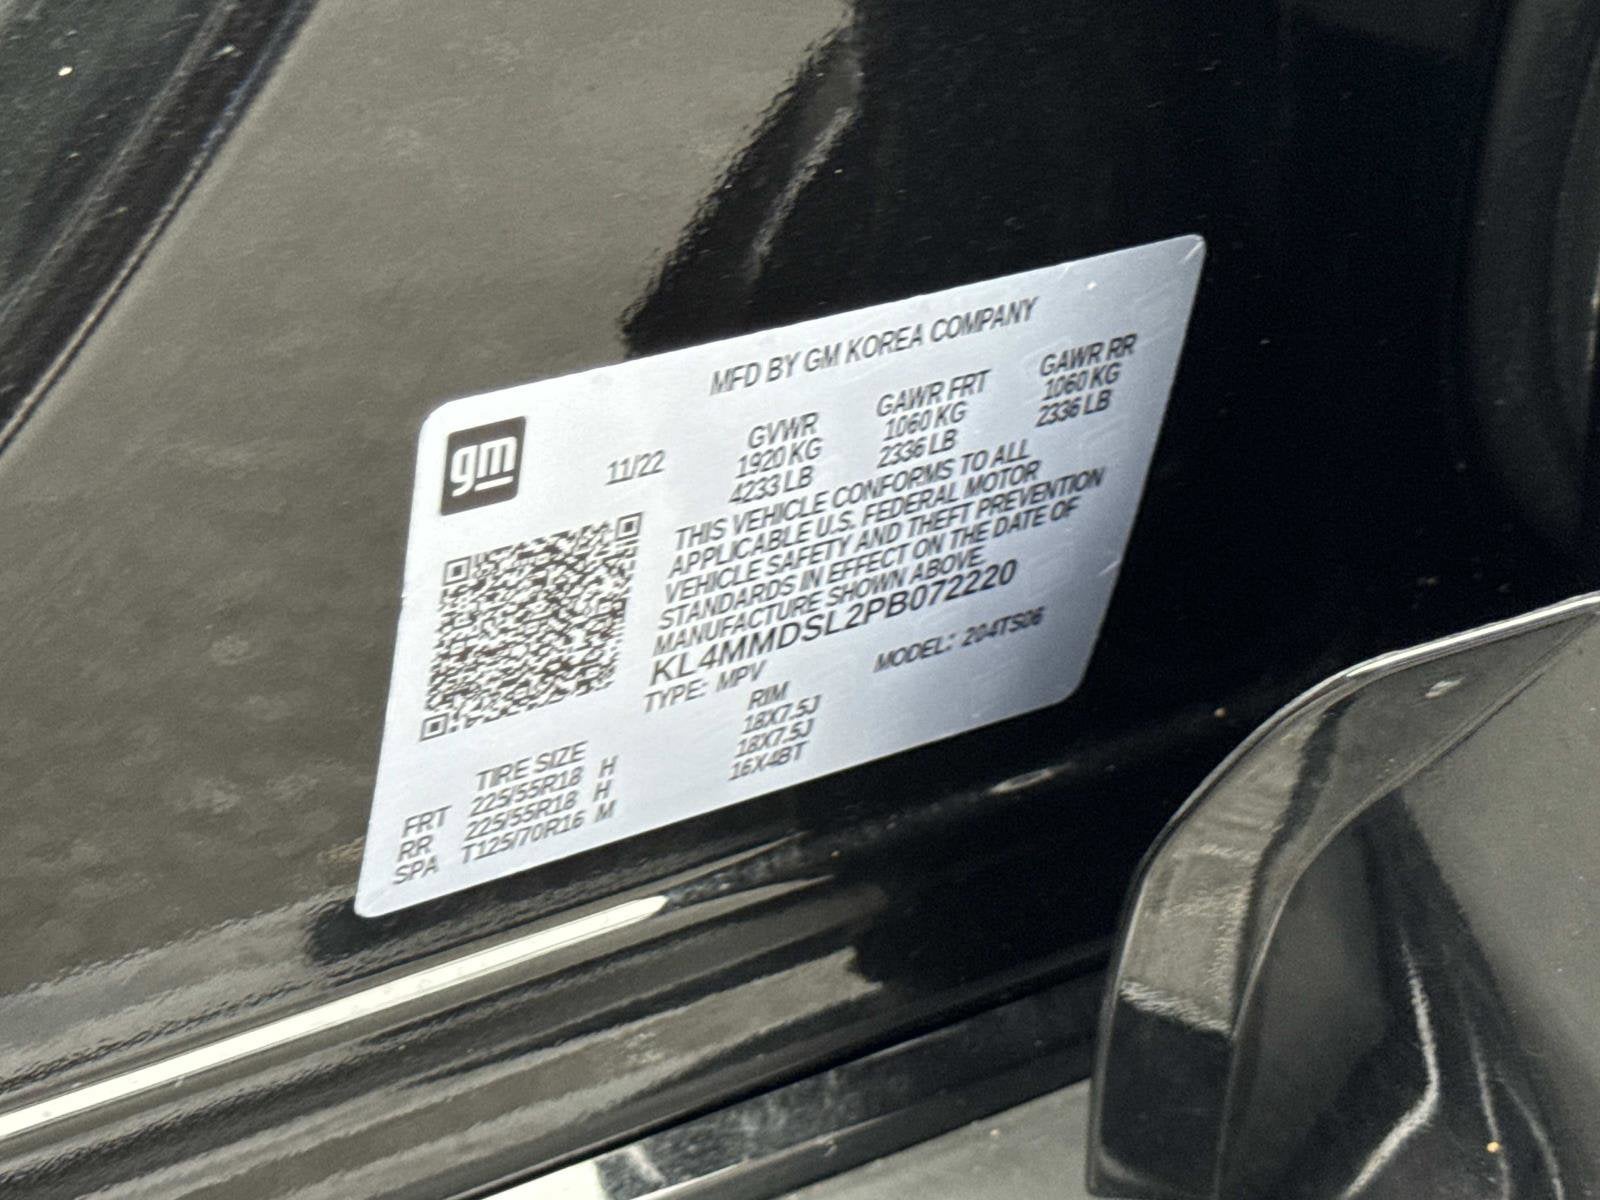 MFD BY GM KOREA COMPANY
gm
11/22
GVWR GAWR FRT GAWR RR
1920 KG 1060 KG 1060 KG
4233 LB 2336 LB 2336 LB
THIS VEHICLE CONFORMS TO ALL
APPLICABLE U.S. FEDERAL MOTOR
VEHICLE SAFETY AND THEFT PREVENTION
STANDARDS IN EFFECT ON THE DATE OF
MANUFACTURE SHOWN ABOVE.
KL4MMDSL2PB072220
TYPE: MPV MODEL: 204TS06
TIRE SIZE RIM
FRT 225/55R18 H 18X7.5J
RR 225/55R18 H 18X7.5J
SPA T125/70R16 M 16X4BT